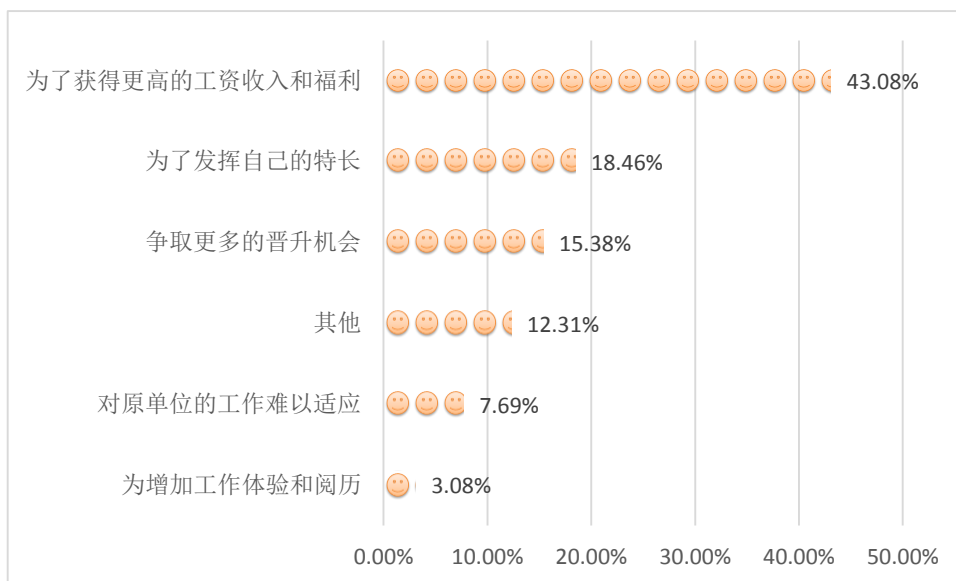 为了获得更高的工资收入和福利 43.08%
为了发挥自己的特长 18.46%
争取更多的晋升机会 15.38%
其他 12.31%
对原单位的工作难以适应 7.69%
为增加工作体验和阅历 3.08%
0.00% 10.00% 20.00% 30.00% 40.00% 50.00%